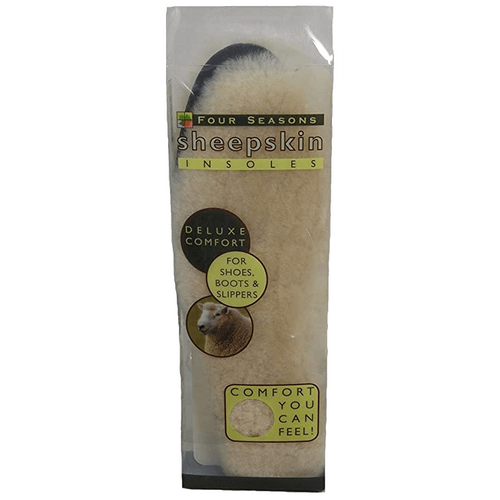 FOUR SEASONS
sheepskin
INSOLES
DELUXE
COMFORT
FOR
SHOES,
BOOTS &
SLIPPERS
COMFORT
YOU
CAN
FEEL!